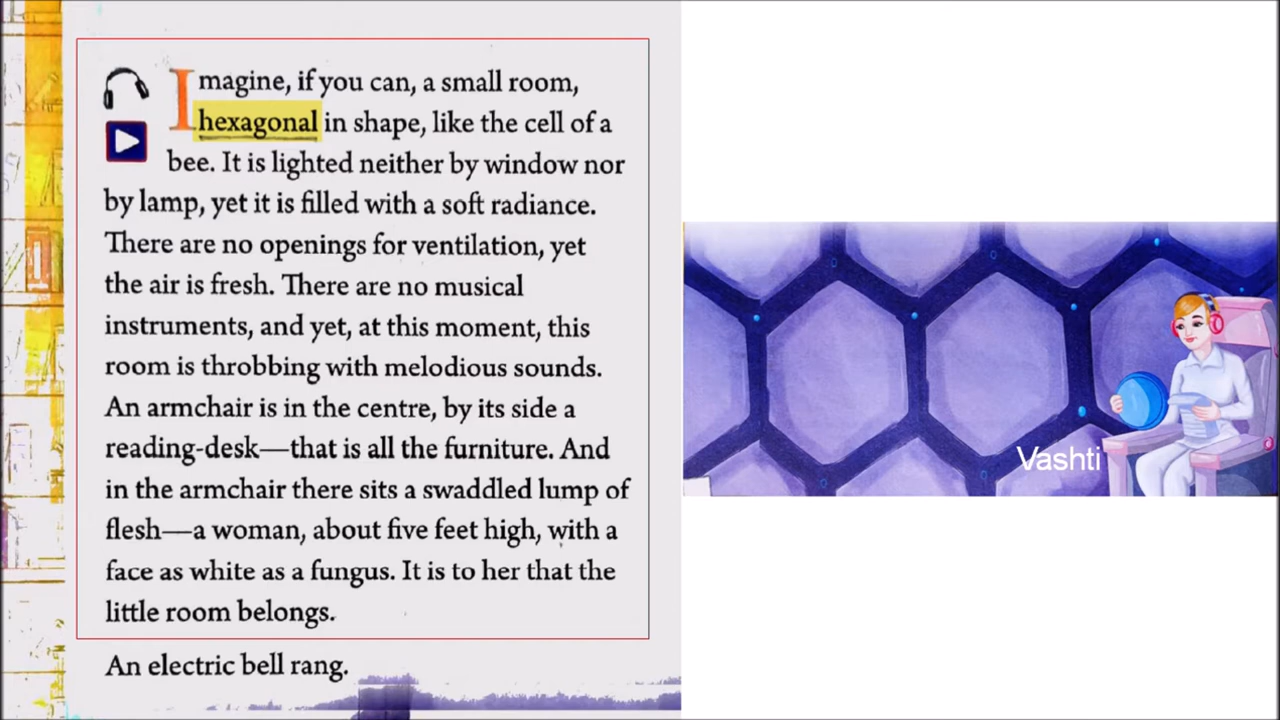 Imagine, if you can, a small room,
hexagonal in shape, like the cell of a
bee. It is lighted neither by window nor
by lamp, yet it is filled with a soft radiance.
There are no openings for ventilation, yet
the air is fresh. There are no musical
instruments, and yet, at this moment, this
room is throbbing with melodious sounds.
An armchair is in the centre, by its side a
reading-desk—that is all the furniture. And
in the armchair there sits a swaddled lump of
flesh—a woman, about five feet high, with a
face as white as a fungus. It is to her that the
little room belongs.
An electric bell rang.
Vashti